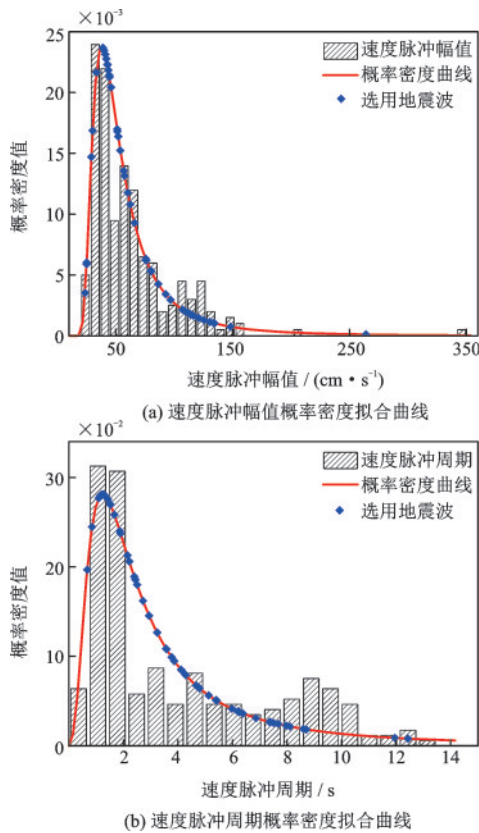 ×10⁻³
25
20
15
10
5
0
概率密度值
速度脉冲幅值
概率密度曲线
选用地震波
50
150
250
350
速度脉冲幅值 / (cm·s⁻¹)
(a) 速度脉冲幅值概率密度拟合曲线
×10⁻²
30
20
10
0
概率密度值
速度脉冲周期
概率密度曲线
选用地震波
2
4
6
8
10
12
14
速度脉冲周期 / s
(b) 速度脉冲周期概率密度拟合曲线